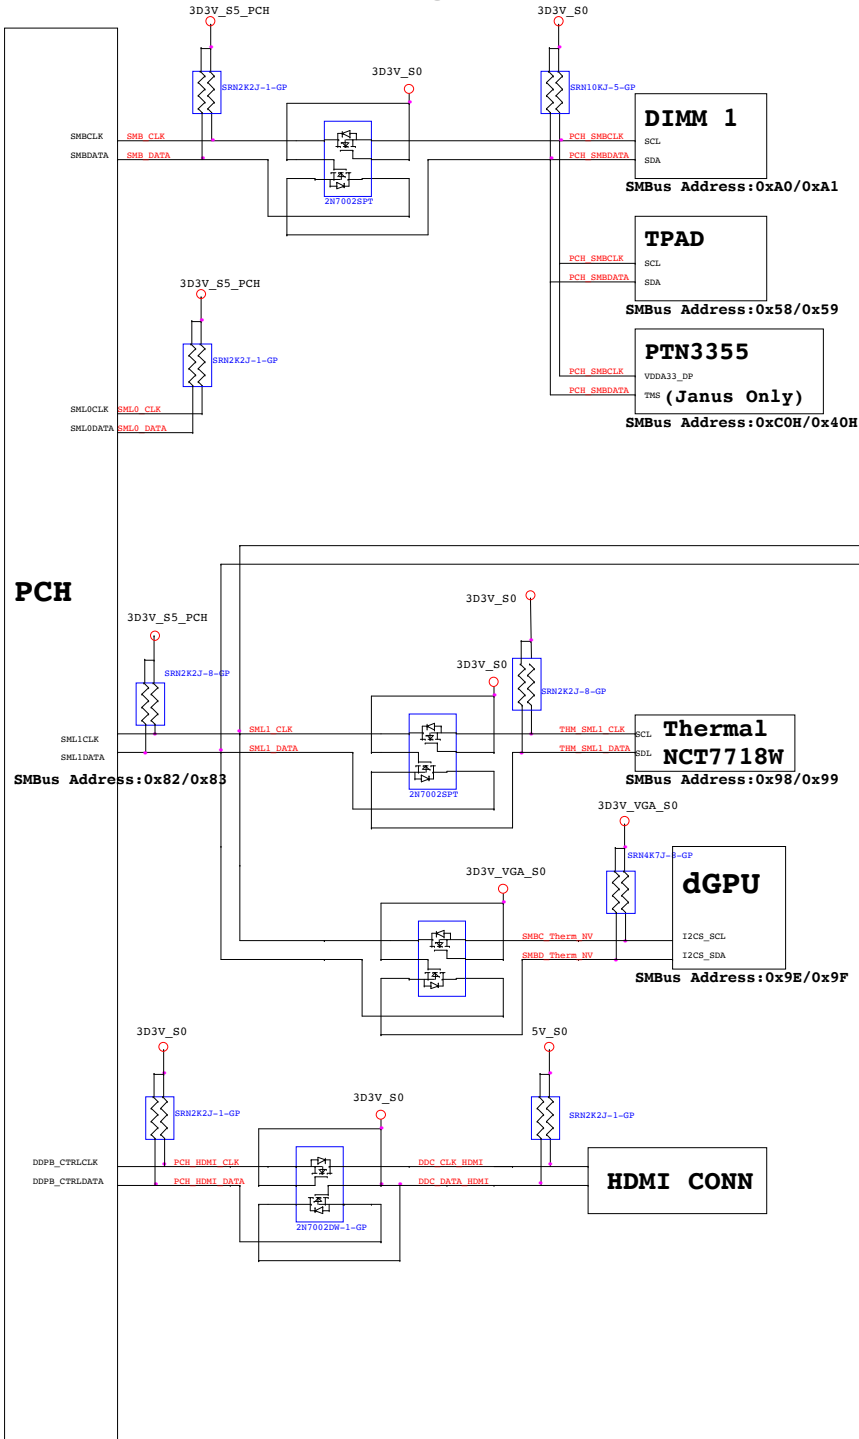 3D3V_S5_PCH
3D3V_S0
3D3V_S0
SRN2K2J-1-GP
SRN10KJ-5-GP
DIMM 1
SMBCLK
SMB_CLK
PCH_SMBCLK
SCL
SMBDATA
SMB_DATA
PCH_SMBDATA
SDA
SMBus Address:0xA0/0xA1
2N7002SPT
TPAD
PCH_SMBCLK
SCL
PCH_SMBDATA
SDA
3D3V_S5_PCH
SMBus Address:0x58/0x59
SRN2K2J-1-GP
PTN3355
PCH_SMBCLK
VDDA33_DP
PCH_SMBDATA
TMS
(Janus Only)
SML0CLK
SML0_CLK
SMBus Address:0xC0H/0x40H
SML0DATA
SML0_DATA
PCH
3D3V_S0
3D3V_S5_PCH
3D3V_S0
SRN2K2J-8-GP
SRN2K2J-8-GP
SML1CLK
SML1_CLK
THM_SML1_CLK
SCL
Thermal
SML1DATA
SML1_DATA
THM_SML1_DATA
SDL
NCT7718W
SMBus Address:0x82/0x83
SMBus Address:0x98/0x99
2N7002SPT
3D3V_VGA_S0
SRN4K7J-8-GP
3D3V_VGA_S0
dGPU
SMBC_Therm_NV
I2CS_SCL
SMBD_Therm_NV
I2CS_SDA
SMBus Address:0x9E/0x9F
3D3V_S0
5V_S0
3D3V_S0
SRN2K2J-1-GP
SRN2K2J-1-GP
DDPB_CTRLCLK
PCH_HDMI_CLK
DDC_CLK_HDMI
DDPB_CTRLDATA
PCH_HDMI_DATA
DDC_DATA_HDMI
HDMI CONN
2N7002DW-1-GP